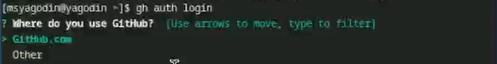 [msyagodin@yagodin ~]$ gh auth login
? Where do you use GitHub? [Use arrows to move, type to filter]
> GitHub.com
  Other